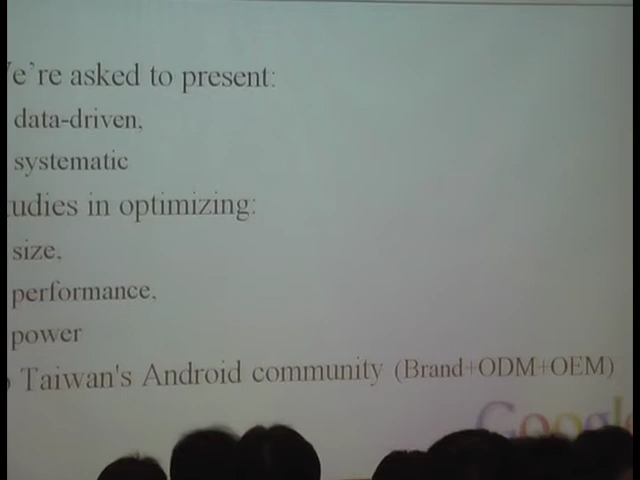 e're asked to present:
data-driven,
systematic
udies in optimizing:
size,
performance,
power
Taiwan's Android community (Brand+ODM+OEM)
Google